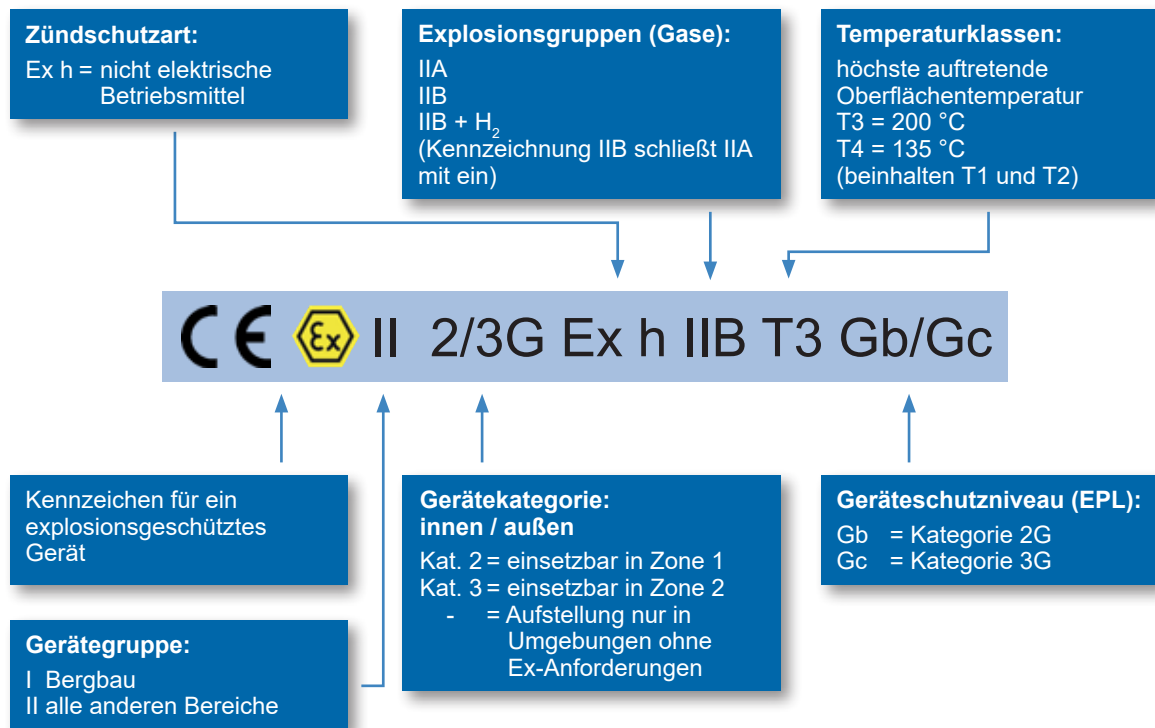 Zündschutzart:
Ex h = nicht elektrische
Betriebsmittel
Explosionsgruppen (Gase):
IIA
IIB
IIB + H₂
(Kennzeichnung IIB schließt IIA
mit ein)
Temperaturklassen:
höchste auftretende
Oberflächentemperatur
T3 = 200 °C
T4 = 135 °C
(beinhalten T1 und T2)
CE Ex II 2/3G Ex h IIB T3 Gb/Gc
Kennzeichen für ein
explosionsgeschütztes
Gerät
Gerätegruppe:
I Bergbau
II alle anderen Bereiche
Gerätekategorie:
innen / außen
Kat. 2 = einsetzbar in Zone 1
Kat. 3 = einsetzbar in Zone 2
- = Aufstellung nur in
Umgebungen ohne
Ex-Anforderungen
Geräteschutzniveau (EPL):
Gb = Kategorie 2G
Gc = Kategorie 3G